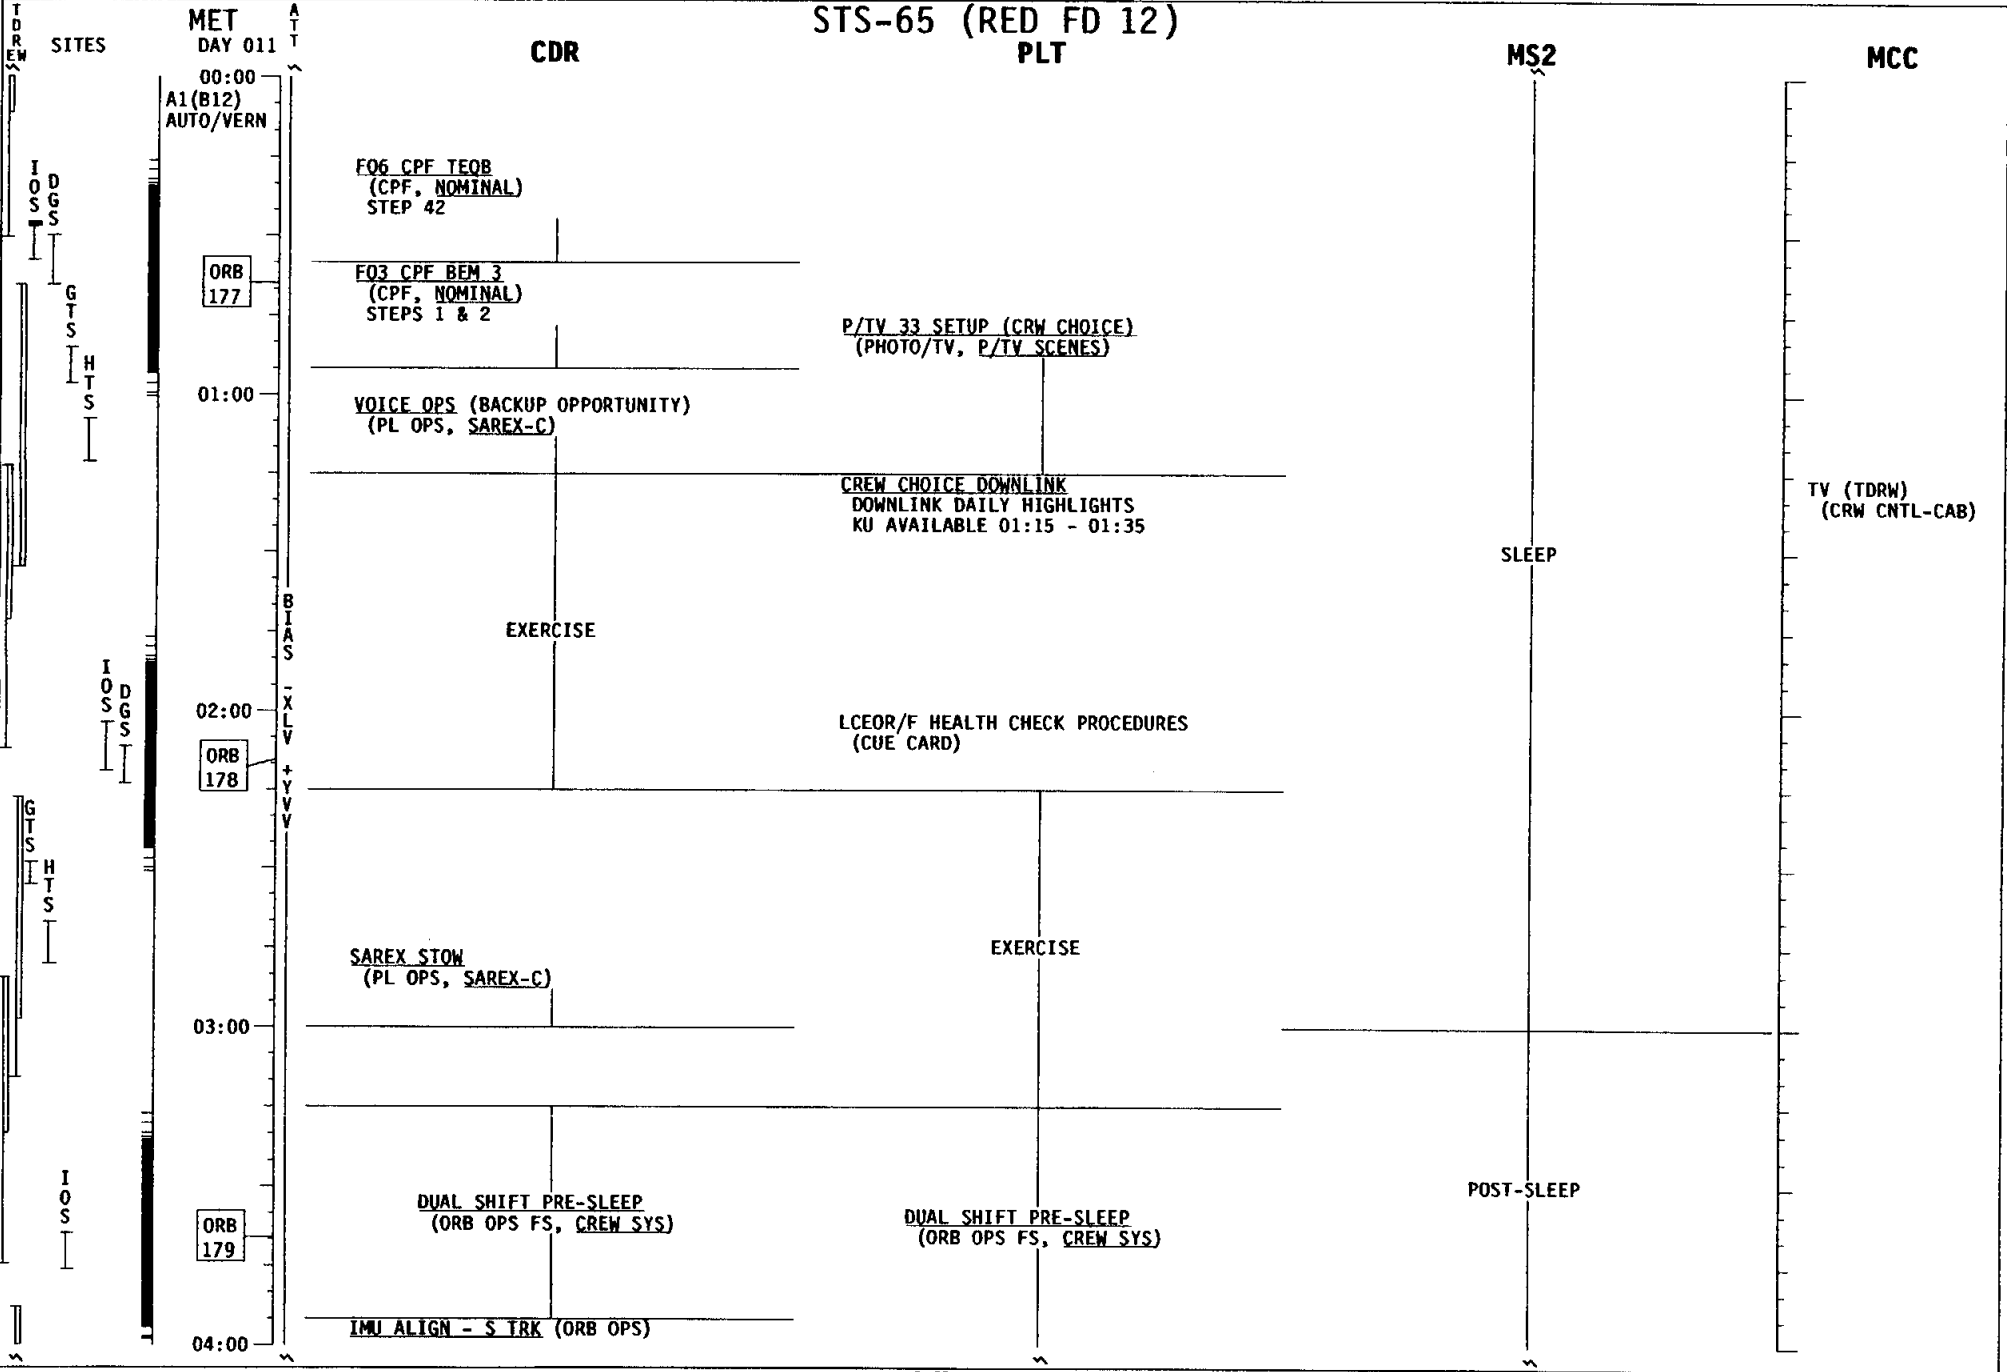 STS-65 (RED FD 12)
TDREW
SITES
MET
DAY 011
ATT
CDR
PLT
MS2
MCC
00:00
A1(B12)
AUTO/VERN
IOS
DGS
FO6 CPF TEQB
(CPF, NOMINAL)
STEP 42
ORB
177
FO3 CPF BEM 3
(CPF, NOMINAL)
STEPS 1 & 2
GTS
P/TV 33 SETUP (CRW CHOICE)
(PHOTO/TV, P/TV SCENES)
HTS
01:00
VOICE OPS (BACKUP OPPORTUNITY)
(PL OPS, SAREX-C)
CREW CHOICE DOWNLINK
DOWNLINK DAILY HIGHLIGHTS
KU AVAILABLE 01:15 - 01:35
TV (TDRW)
(CRW CNTL-CAB)
SLEEP
BIAS -XLV +YVV
EXERCISE
IOS
DGS
02:00
LCEOR/F HEALTH CHECK PROCEDURES
(CUE CARD)
ORB
178
GTS
HTS
EXERCISE
SAREX STOW
(PL OPS, SAREX-C)
03:00
IOS
POST-SLEEP
DUAL SHIFT PRE-SLEEP
(ORB OPS FS, CREW SYS)
DUAL SHIFT PRE-SLEEP
(ORB OPS FS, CREW SYS)
ORB
179
IMU ALIGN - S TRK (ORB OPS)
04:00